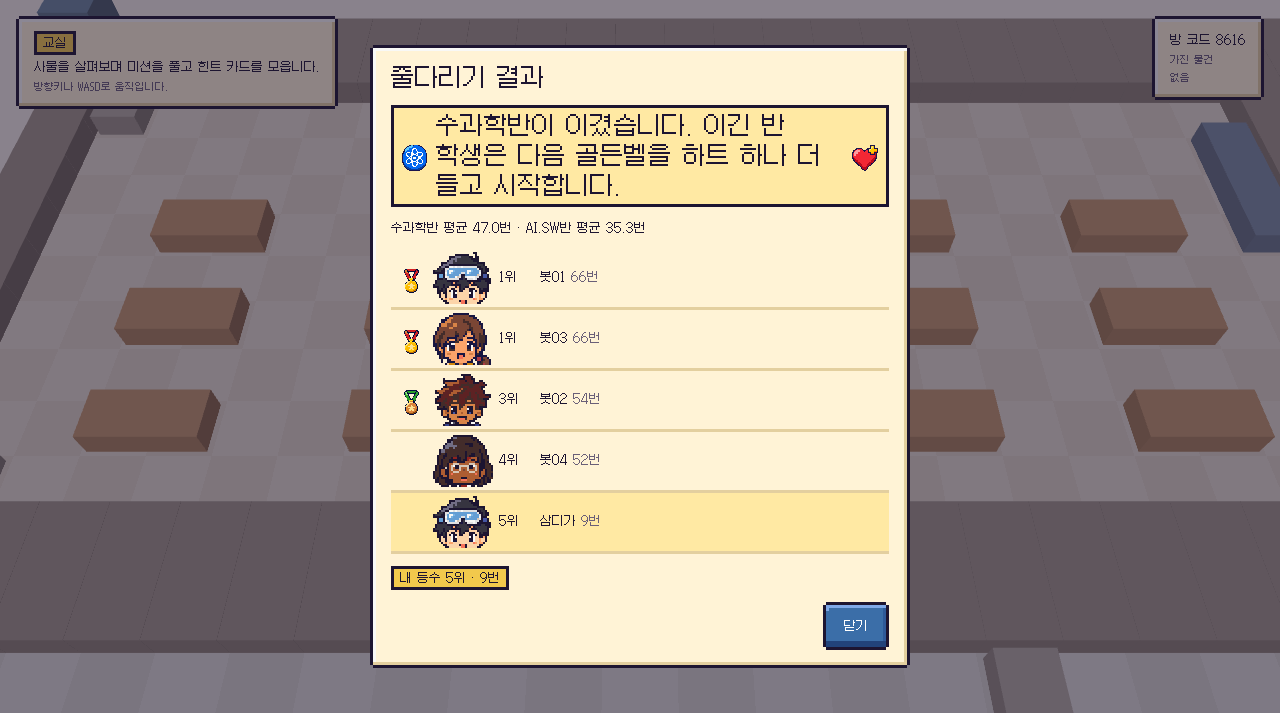 교실
사물을 살펴보며 미션을 풀고 힌트 카드를 모읍니다.
방향키나 WASD로 움직입니다.
방 코드 8616
가진 물건
없음
줄다리기 결과
수과학반이 이겼습니다. 이긴 반
학생은 다음 골든벨을 하트 하나 더
들고 시작합니다.
수과학반 평균 47.0번 · AI.SW반 평균 35.3번
1위 봇01 66번
1위 봇03 66번
3위 봇02 54번
4위 봇04 52번
5위 삼디가 9번
내 등수 5위 · 9번
닫기